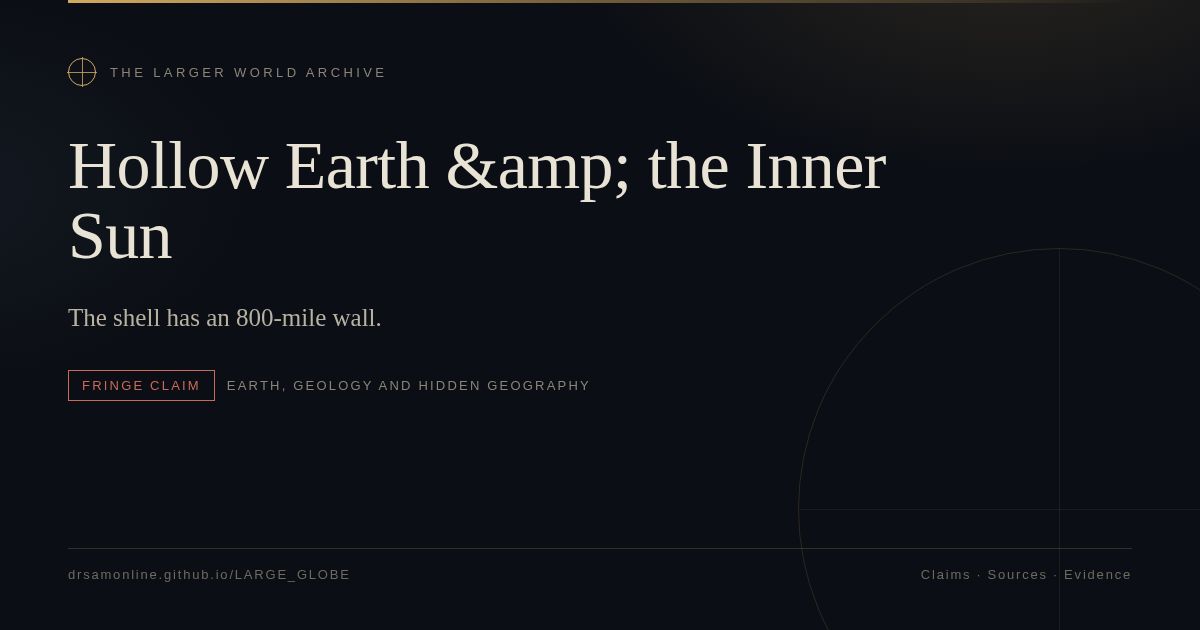 THE LARGER WORLD ARCHIVE
Hollow Earth &amp; the Inner
Sun
The shell has an 800-mile wall.
FRINGE CLAIM
EARTH, GEOLOGY AND HIDDEN GEOGRAPHY
drsamonline.github.io/LARGE_GLOBE
Claims · Sources · Evidence